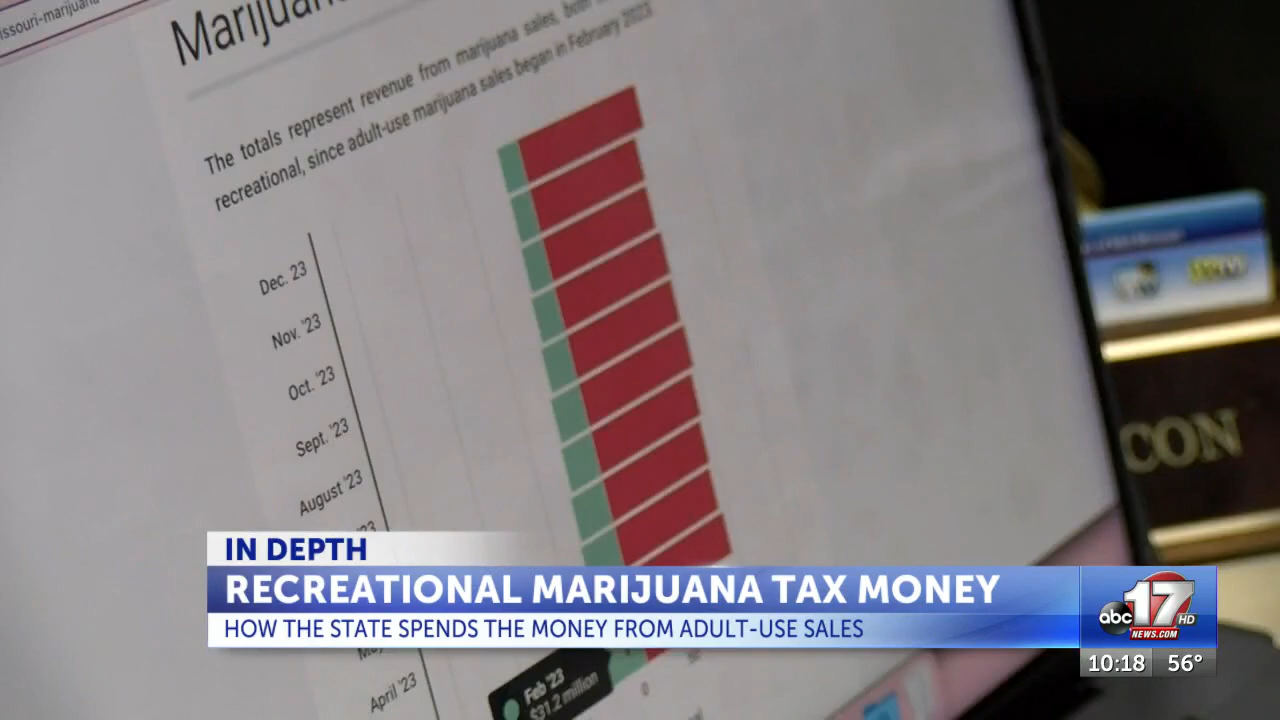 issouri-marijuana
Marijuana
The totals represent revenue from marijuana sales, both
recreational, since adult-use marijuana sales began in February 2023
Dec. 23
Nov. '23
Oct. '23
Sept. '23
August '23
'23
April '23
Feb '23
$31.2 million
0
CON
IN DEPTH
RECREATIONAL MARIJUANA TAX MONEY
HOW THE STATE SPENDS THE MONEY FROM ADULT-USE SALES
abc 17 HD
NEWS.COM
10:18 56°